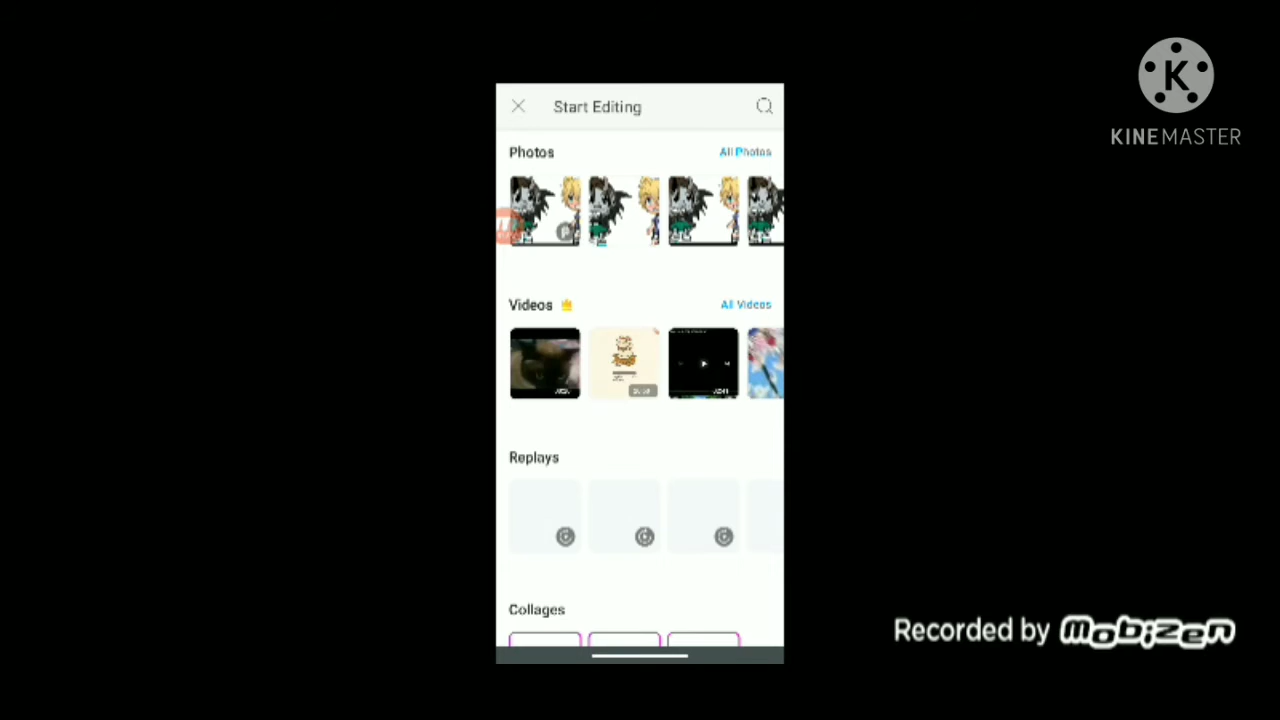 K
KINEMASTER
Start Editing
Photos
All Photos
P
Videos
All Videos
Replays
Collages
Recorded by Mobizen